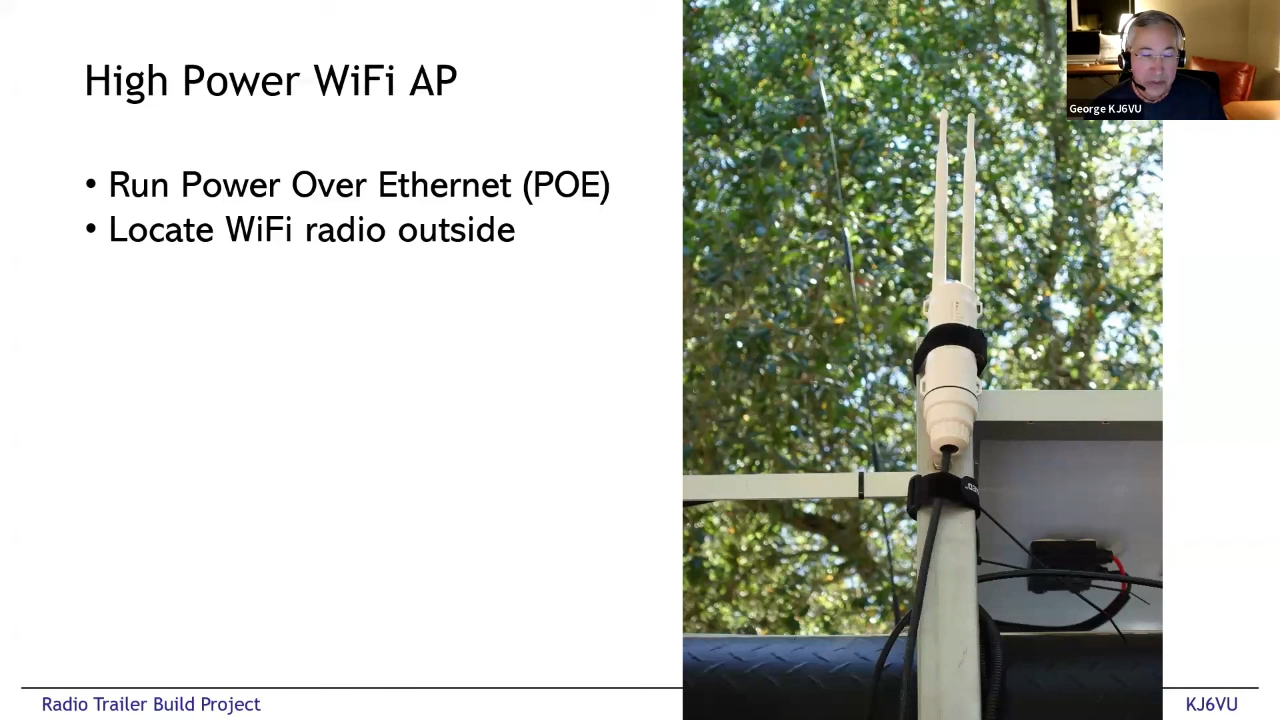 High Power WiFi AP
George KJ6VU
• Run Power Over Ethernet (POE)
• Locate WiFi radio outside
Radio Trailer Build Project
KJ6VU